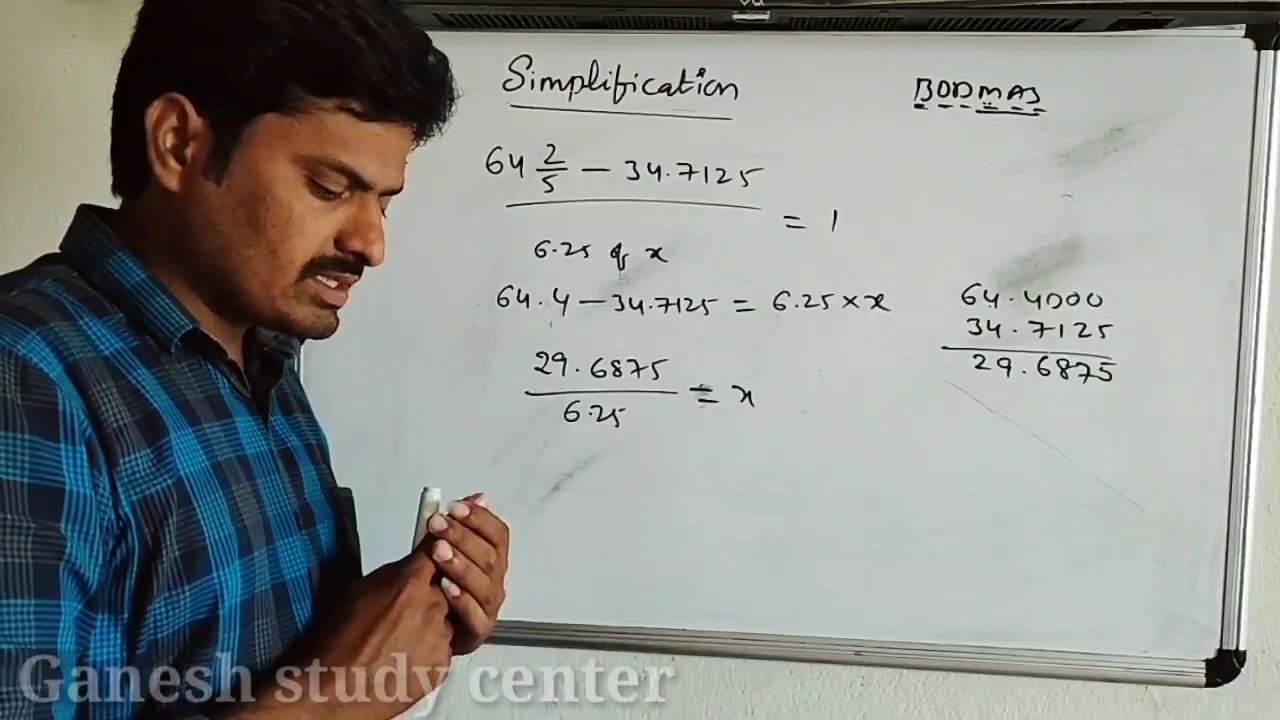 Simplification
BODMAS
64 2/5 - 34.7125
6.25 of x
= 1
64.4 - 34.7125 = 6.25 × x
29.6875
6.25
= x
64.4000
34.7125
29.6875
Ganesh study center